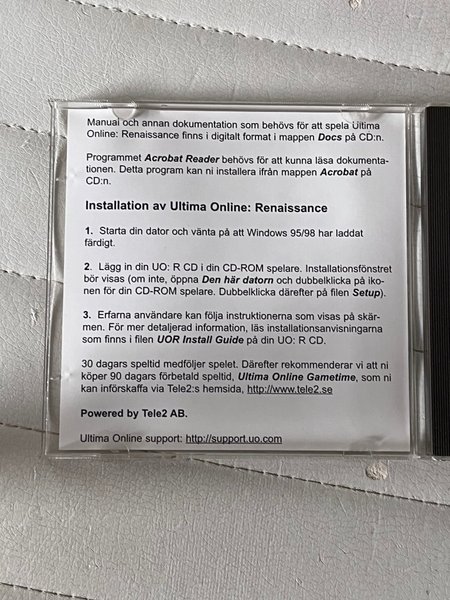 Manual och annan dokumentation som behövs för att spela Ultima
Online: Renaissance finns i digitalt format i mappen Docs på CD:n.
Programmet Acrobat Reader behövs för att kunna läsa dokumenta-
tionen. Detta program kan ni installera ifrån mappen Acrobat på
CD:n.
Installation av Ultima Online: Renaissance
1. Starta din dator och vänta på att Windows 95/98 har laddat
färdigt.
2. Lägg in din UO: R CD i din CD-ROM spelare. Installationsfönstret
bör visas (om inte, öppna Den här datorn och dubbelklicka på iko-
nen för din CD-ROM spelare. Dubbelklicka därefter på filen Setup).
3. Erfarna användare kan följa instruktionerna som visas på skär-
men. För mer detaljerad information, läs installationsanvisningarna
som finns i filen UOR Install Guide på din UO: R CD.
30 dagars speltid medföljer spelet. Därefter rekommenderar vi att ni
köper 90 dagars förbetald speltid, Ultima Online Gametime, som ni
kan införskaffa via Tele2:s hemsida, http://www.tele2.se
Powered by Tele2 AB.
Ultima Online support: http://support.uo.com